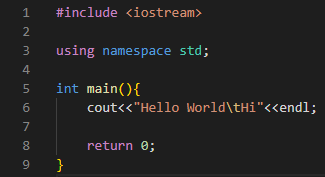 1 #include <iostream>
2
3 using namespace std;
4
5 int main(){
6     cout<<"Hello World\tHi"<<endl;
7
8     return 0;
9 }